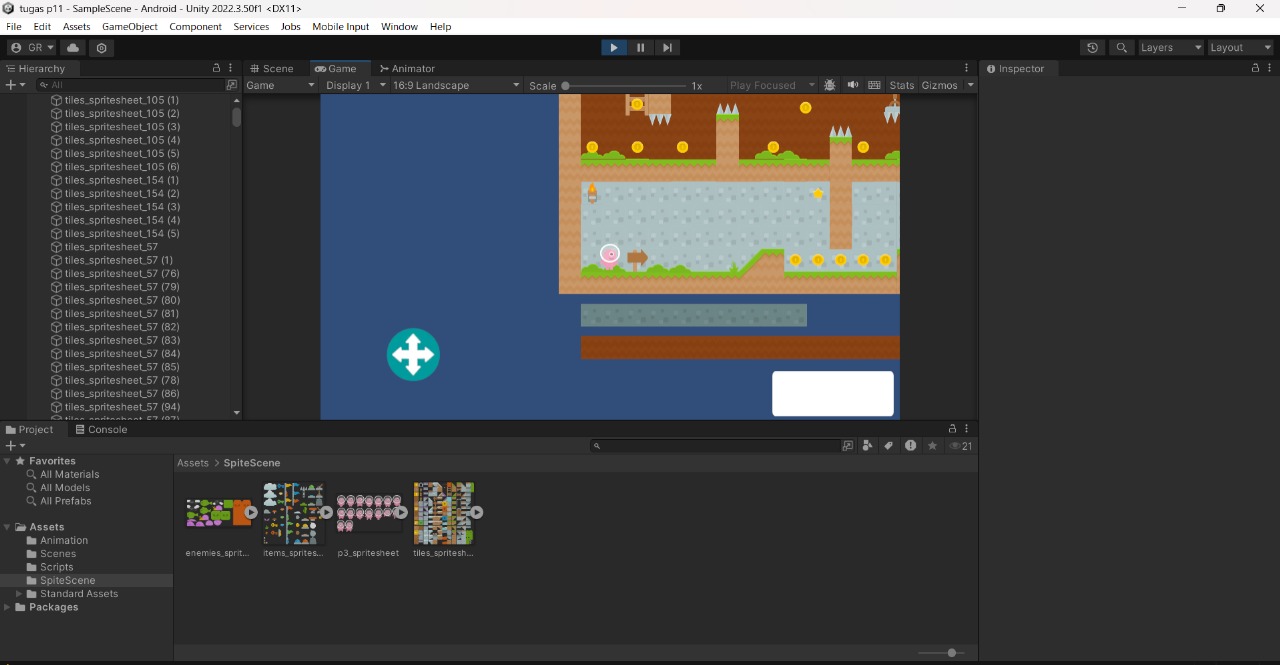 tugas p11 - SampleScene - Android - Unity 2022.3.50f1 <DX11>
File Edit Assets GameObject Component Services Jobs Mobile Input Window Help
GR Layers Layout
Hierarchy Scene Game Animator Inspector
All Game Display 1 16:9 Landscape Scale 1x Play Focused Stats Gizmos
tiles_spritesheet_105 (1)
tiles_spritesheet_105 (2)
tiles_spritesheet_105 (3)
tiles_spritesheet_105 (4)
tiles_spritesheet_105 (5)
tiles_spritesheet_105 (6)
tiles_spritesheet_154 (1)
tiles_spritesheet_154 (2)
tiles_spritesheet_154 (3)
tiles_spritesheet_154 (4)
tiles_spritesheet_154 (5)
tiles_spritesheet_57
tiles_spritesheet_57 (1)
tiles_spritesheet_57 (76)
tiles_spritesheet_57 (79)
tiles_spritesheet_57 (80)
tiles_spritesheet_57 (81)
tiles_spritesheet_57 (82)
tiles_spritesheet_57 (83)
tiles_spritesheet_57 (84)
tiles_spritesheet_57 (85)
tiles_spritesheet_57 (78)
tiles_spritesheet_57 (86)
tiles_spritesheet_57 (94)
Project Console
21
Favorites
All Materials
All Models
All Prefabs
Assets
Animation
Scenes
Scripts
SpiteScene
Standard Assets
Packages
Assets > SpiteScene
enemies_sprit... items_sprites... p3_spritesheet tiles_spritesh...